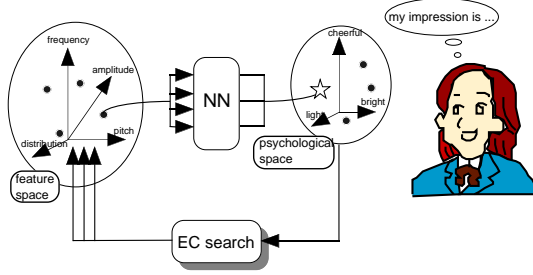 frequency
amplitude
pitch
distribution
feature
space
NN
cheerful
bright
light
psychological
space
EC search
my impression is ...